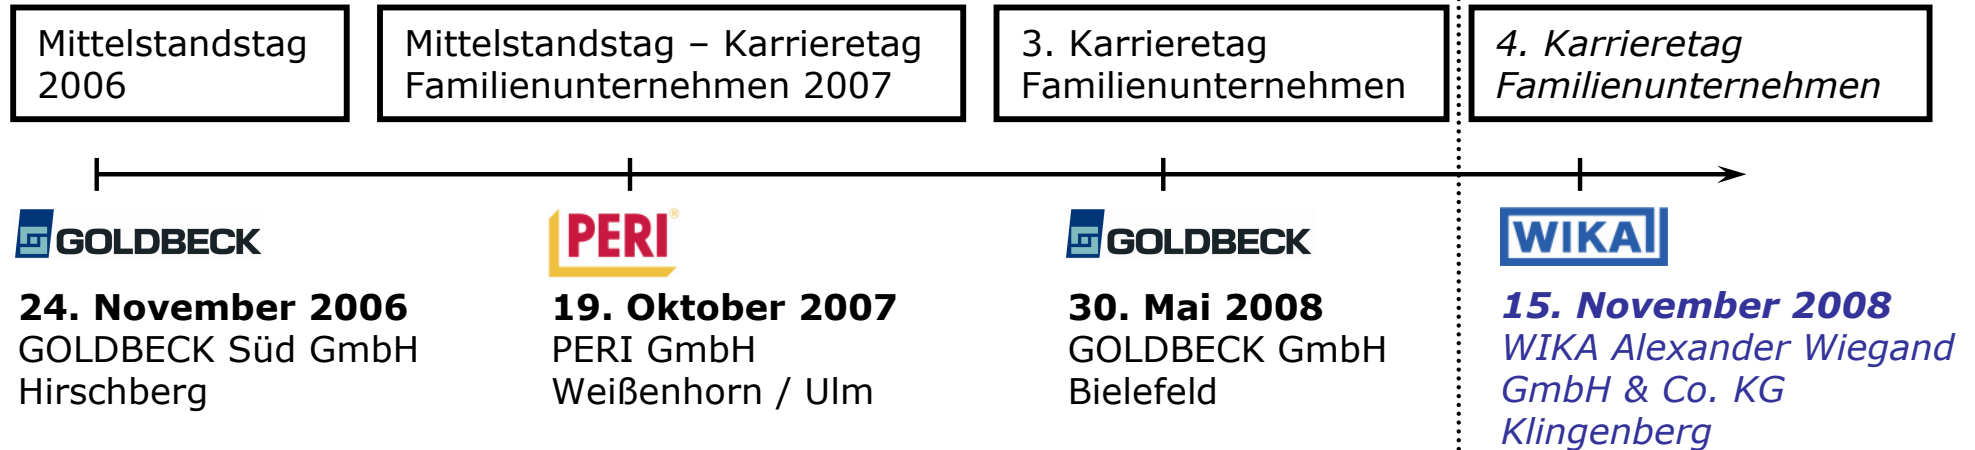 Mittelstandstag
2006
Mittelstandstag – Karrieretag
Familienunternehmen 2007
3. Karrieretag
Familienunternehmen
4. Karrieretag
Familienunternehmen
GOLDBECK
PERI®
GOLDBECK
WIKA
24. November 2006
GOLDBECK Süd GmbH
Hirschberg
19. Oktober 2007
PERI GmbH
Weißenhorn / Ulm
30. Mai 2008
GOLDBECK GmbH
Bielefeld
15. November 2008
WIKA Alexander Wiegand
GmbH & Co. KG
Klingenberg